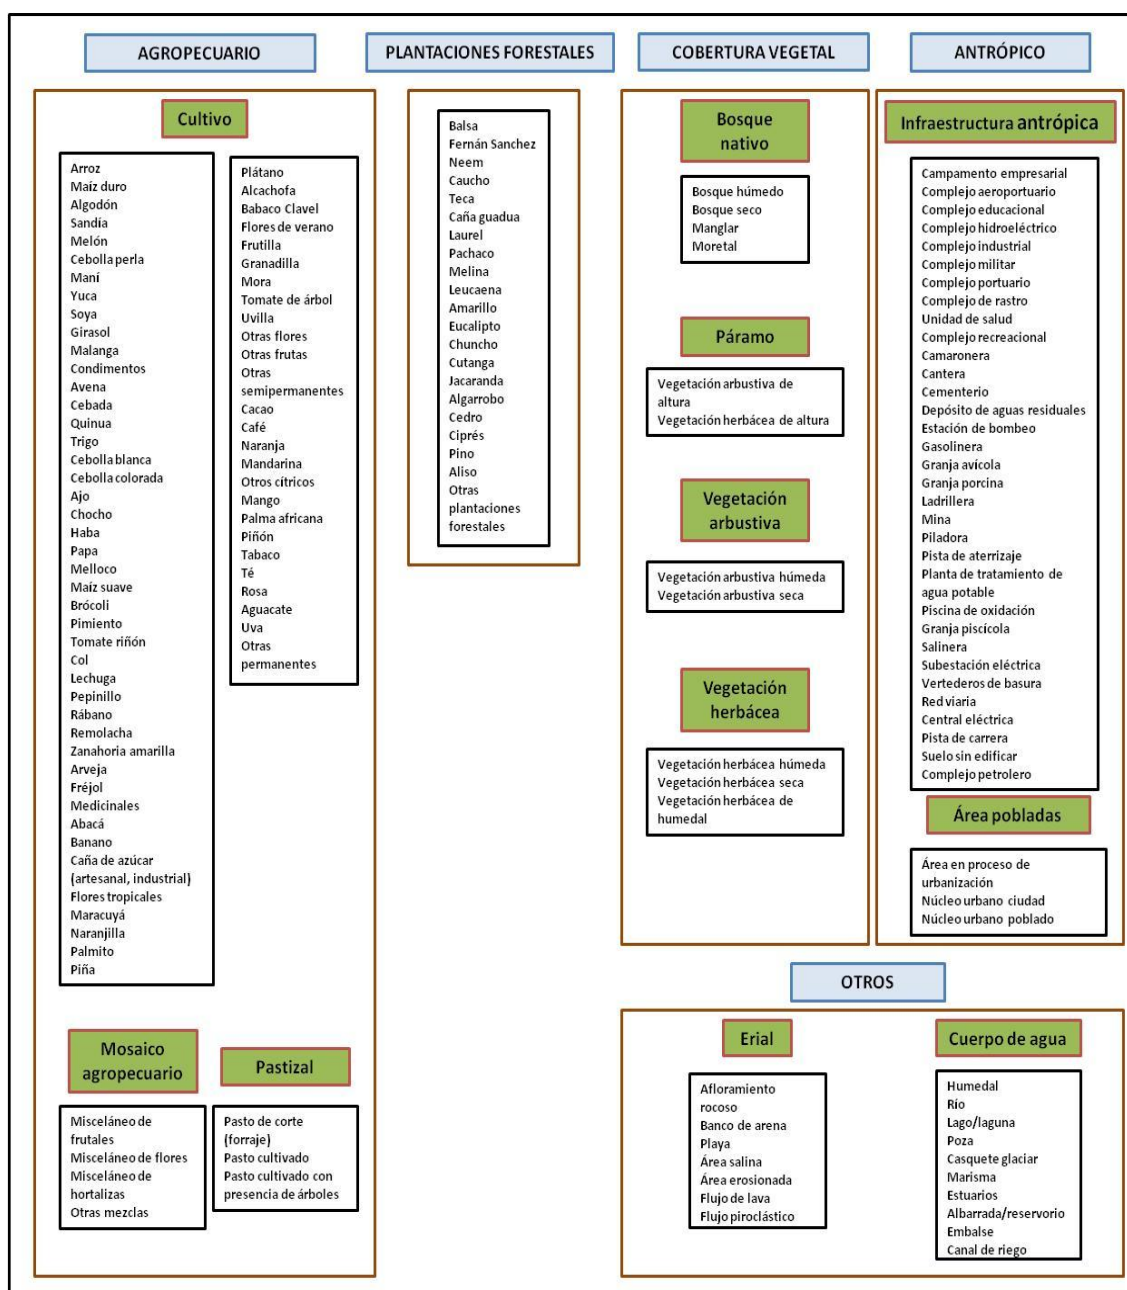 AGROPECUARIO
Cultivo
Arroz
Maíz duro
Algodón
Sandía
Melón
Cebolla perla
Maní
Yuca
Soya
Girasol
Malanga
Condimentos
Avena
Cebada
Quinua
Trigo
Cebolla blanca
Cebolla colorada
Ajo
Chocho
Haba
Papa
Melloco
Maíz suave
Brócoli
Pimiento
Tomate riñón
Col
Lechuga
Pepinillo
Rábano
Remolacha
Zanahoria amarilla
Arveja
Fréjol
Medicinales
Abacá
Banano
Caña de azúcar
(artesanal, industrial)
Flores tropicales
Maracuyá
Naranjilla
Palmito
Piña
Plátano
Alcachofa
Babaco Clavel
Flores de verano
Frutilla
Granadilla
Mora
Tomate de árbol
Uvilla
Otras flores
Otras frutas
Otras
semipermanentes
Cacao
Café
Naranja
Mandarina
Otros cítricos
Mango
Palma africana
Piñón
Tabaco
Té
Rosa
Aguacate
Uva
Otras
permanentes
Mosaico
agropecuario
Misceláneo de
frutales
Misceláneo de flores
Misceláneo de
hortalizas
Otras mezclas
Pastizal
Pasto de corte
(forraje)
Pasto cultivado
Pasto cultivado con
presencia de árboles
PLANTACIONES FORESTALES
Balsa
Fernán Sanchez
Neem
Caucho
Teca
Caña guadua
Laurel
Pachaco
Melina
Leucaena
Amarillo
Eucalipto
Chuncho
Cutanga
Jacaranda
Algarrobo
Cedro
Ciprés
Pino
Aliso
Otras
plantaciones
forestales
COBERTURA VEGETAL
Bosque
nativo
Bosque húmedo
Bosque seco
Manglar
Moretal
Páramo
Vegetación arbustiva de
altura
Vegetación herbácea de altura
Vegetación
arbustiva
Vegetación arbustiva húmeda
Vegetación arbustiva seca
Vegetación
herbácea
Vegetación herbácea húmeda
Vegetación herbácea seca
Vegetación herbácea de
humedal
ANTRÓPICO
Infraestructura antrópica
Campamento empresarial
Complejo aeroportuario
Complejo educacional
Complejo hidroeléctrico
Complejo industrial
Complejo militar
Complejo portuario
Complejo de rastro
Unidad de salud
Complejo recreacional
Camaronera
Cantera
Cementerio
Depósito de aguas residuales
Estación de bombeo
Gasolinera
Granja avícola
Granja porcina
Ladrillera
Mina
Piladora
Pista de aterrizaje
Planta de tratamiento de
agua potable
Piscina de oxidación
Granja piscícola
Salinera
Subestación eléctrica
Vertederos de basura
Red viaria
Central eléctrica
Pista de carrera
Suelo sin edificar
Complejo petrolero
Área pobladas
Área en proceso de
urbanización
Núcleo urbano ciudad
Núcleo urbano poblado
OTROS
Erial
Afloramiento
rocoso
Banco de arena
Playa
Área salina
Área erosionada
Flujo de lava
Flujo piroclástico
Cuerpo de agua
Humedal
Río
Lago/laguna
Poza
Casquete glaciar
Marisma
Estuarios
Albarrada/reservorio
Embalse
Canal de riego